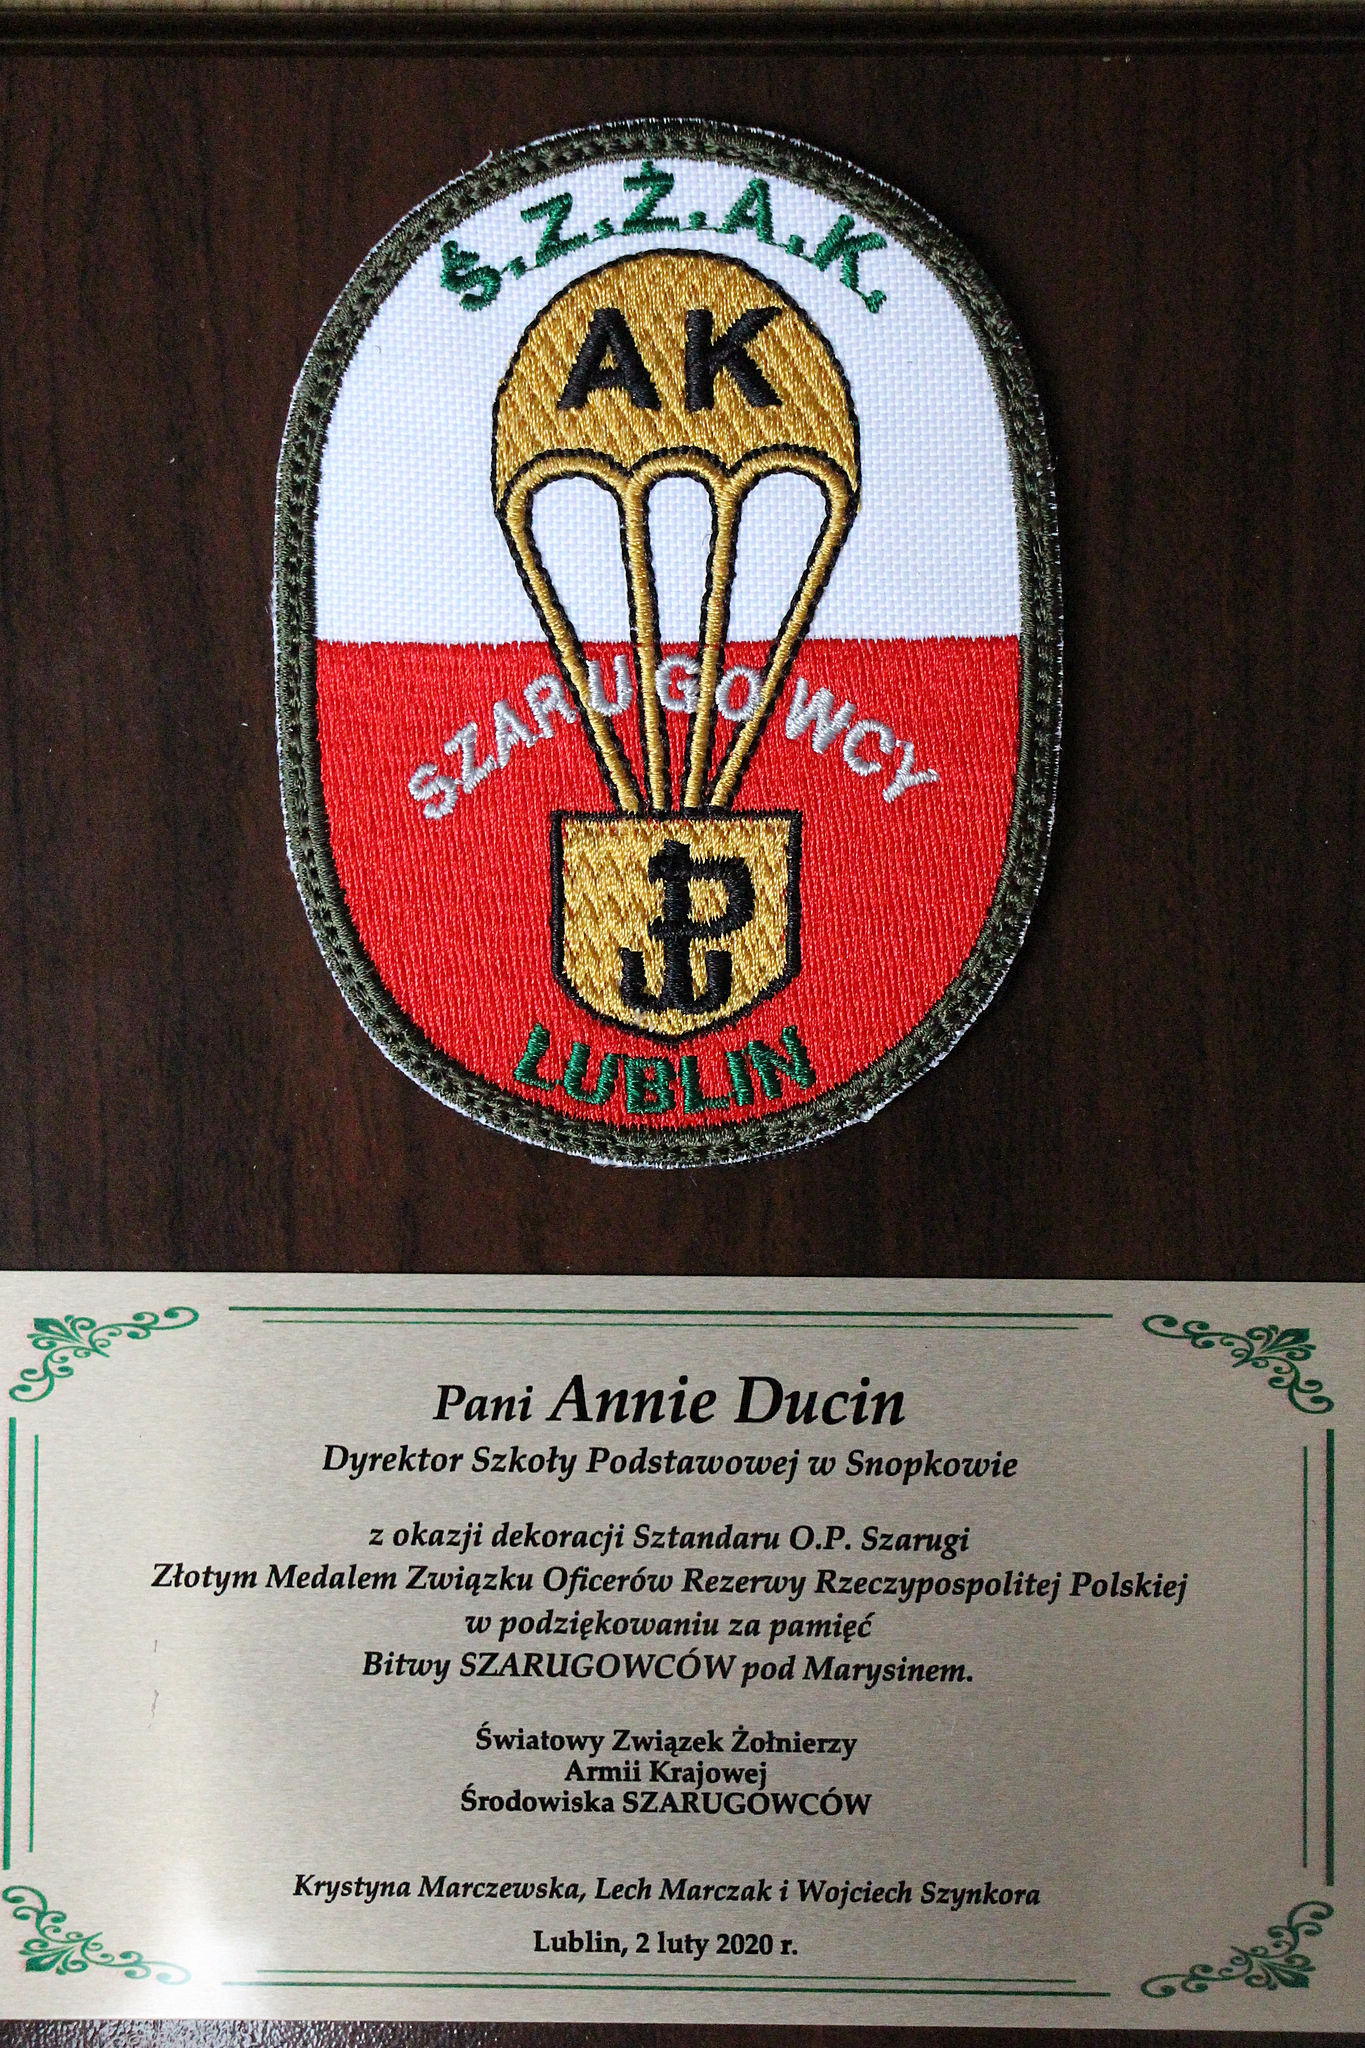 Ś.Z.Ż.A.K.
AK
SZARUGOWCY
LUBLIN
Pani Annie Ducin
Dyrektor Szkoły Podstawowej w Snopkowie
z okazji dekoracji Sztandaru O.P. Szarugi
Złotym Medalem Związku Oficerów Rezerwy Rzeczypospolitej Polskiej
w podziękowaniu za pamięć
Bitwy SZARUGOWCÓW pod Marysinem.
Światowy Związek Żołnierzy
Armii Krajowej
Środowiska SZARUGOWCÓW
Krystyna Marczewska, Lech Marczak i Wojciech Szynkora
Lublin, 2 luty 2020 r.